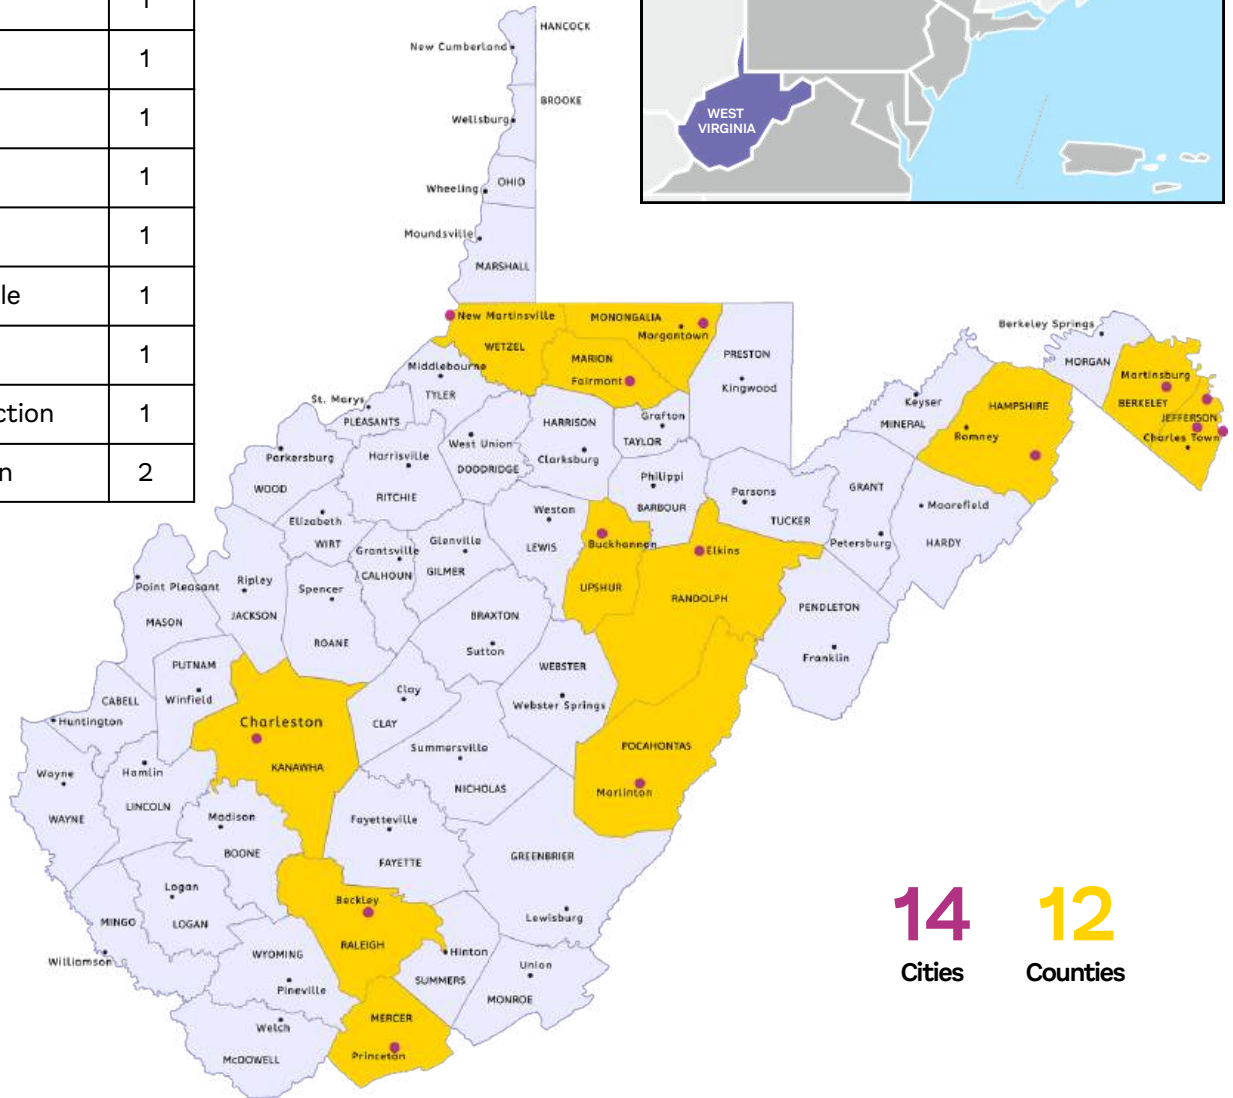 1
1
1
1
1
le 1
1
ction 1
n 2
WEST
VIRGINIA
HANCOCK
New Cumberland
BROOKE
Wellsburg
OHIO
Wheeling
Moundsville
MARSHALL
New Martinsville
MONONGALIA
Morgantown
WETZEL
MARION
Fairmont
PRESTON
Kingwood
Berkeley Springs
MORGAN
Martinsburg
BERKELEY
JEFFERSON
Charles Town
Middlebourne
TYLER
St. Marys
PLEASANTS
HARRISON
Clarksburg
Grafton
TAYLOR
Keyser
MINERAL
HAMPSHIRE
Romney
Parkersburg
WOOD
Harrisville
RITCHIE
West Union
DODDRIDGE
Philippi
BARBOUR
Parsons
TUCKER
GRANT
Petersburg
Moorefield
HARDY
Elizabeth
WIRT
Grantsville
CALHOUN
Glenville
GILMER
Weston
LEWIS
Buckhannon
UPSHUR
Elkins
RANDOLPH
Point Pleasant
MASON
Ripley
JACKSON
Spencer
ROANE
BRAXTON
Sutton
WEBSTER
Webster Springs
PENDLETON
Franklin
PUTNAM
Winfield
CABELL
Huntington
Charleston
KANAWHA
Clay
CLAY
Summersville
NICHOLAS
POCAHONTAS
Marlinton
Wayne
WAYNE
Hamlin
LINCOLN
Madison
BOONE
Fayetteville
FAYETTE
GREENBRIER
Lewisburg
Logan
LOGAN
MINGO
Williamson
Beckley
RALEIGH
WYOMING
Pineville
Hinton
SUMMERS
Union
MONROE
Welch
McDOWELL
MERCER
Princeton
14 12
Cities Counties